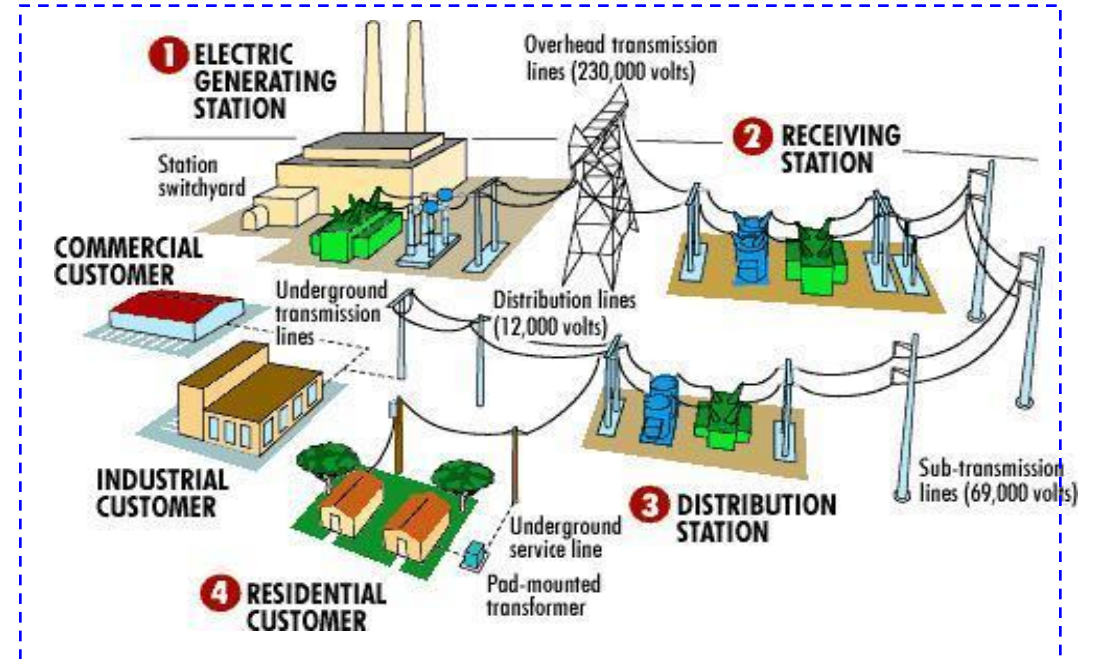 1 ELECTRIC
GENERATING
STATION
Overhead transmission
lines (230,000 volts)
2 RECEIVING
STATION
Station
switchyard
COMMERCIAL
CUSTOMER
Underground
transmission
lines
Distribution lines
(12,000 volts)
INDUSTRIAL
CUSTOMER
Sub-transmission
lines (69,000 volts)
3 DISTRIBUTION
STATION
Underground
service line
Pad-mounted
transformer
4 RESIDENTIAL
CUSTOMER